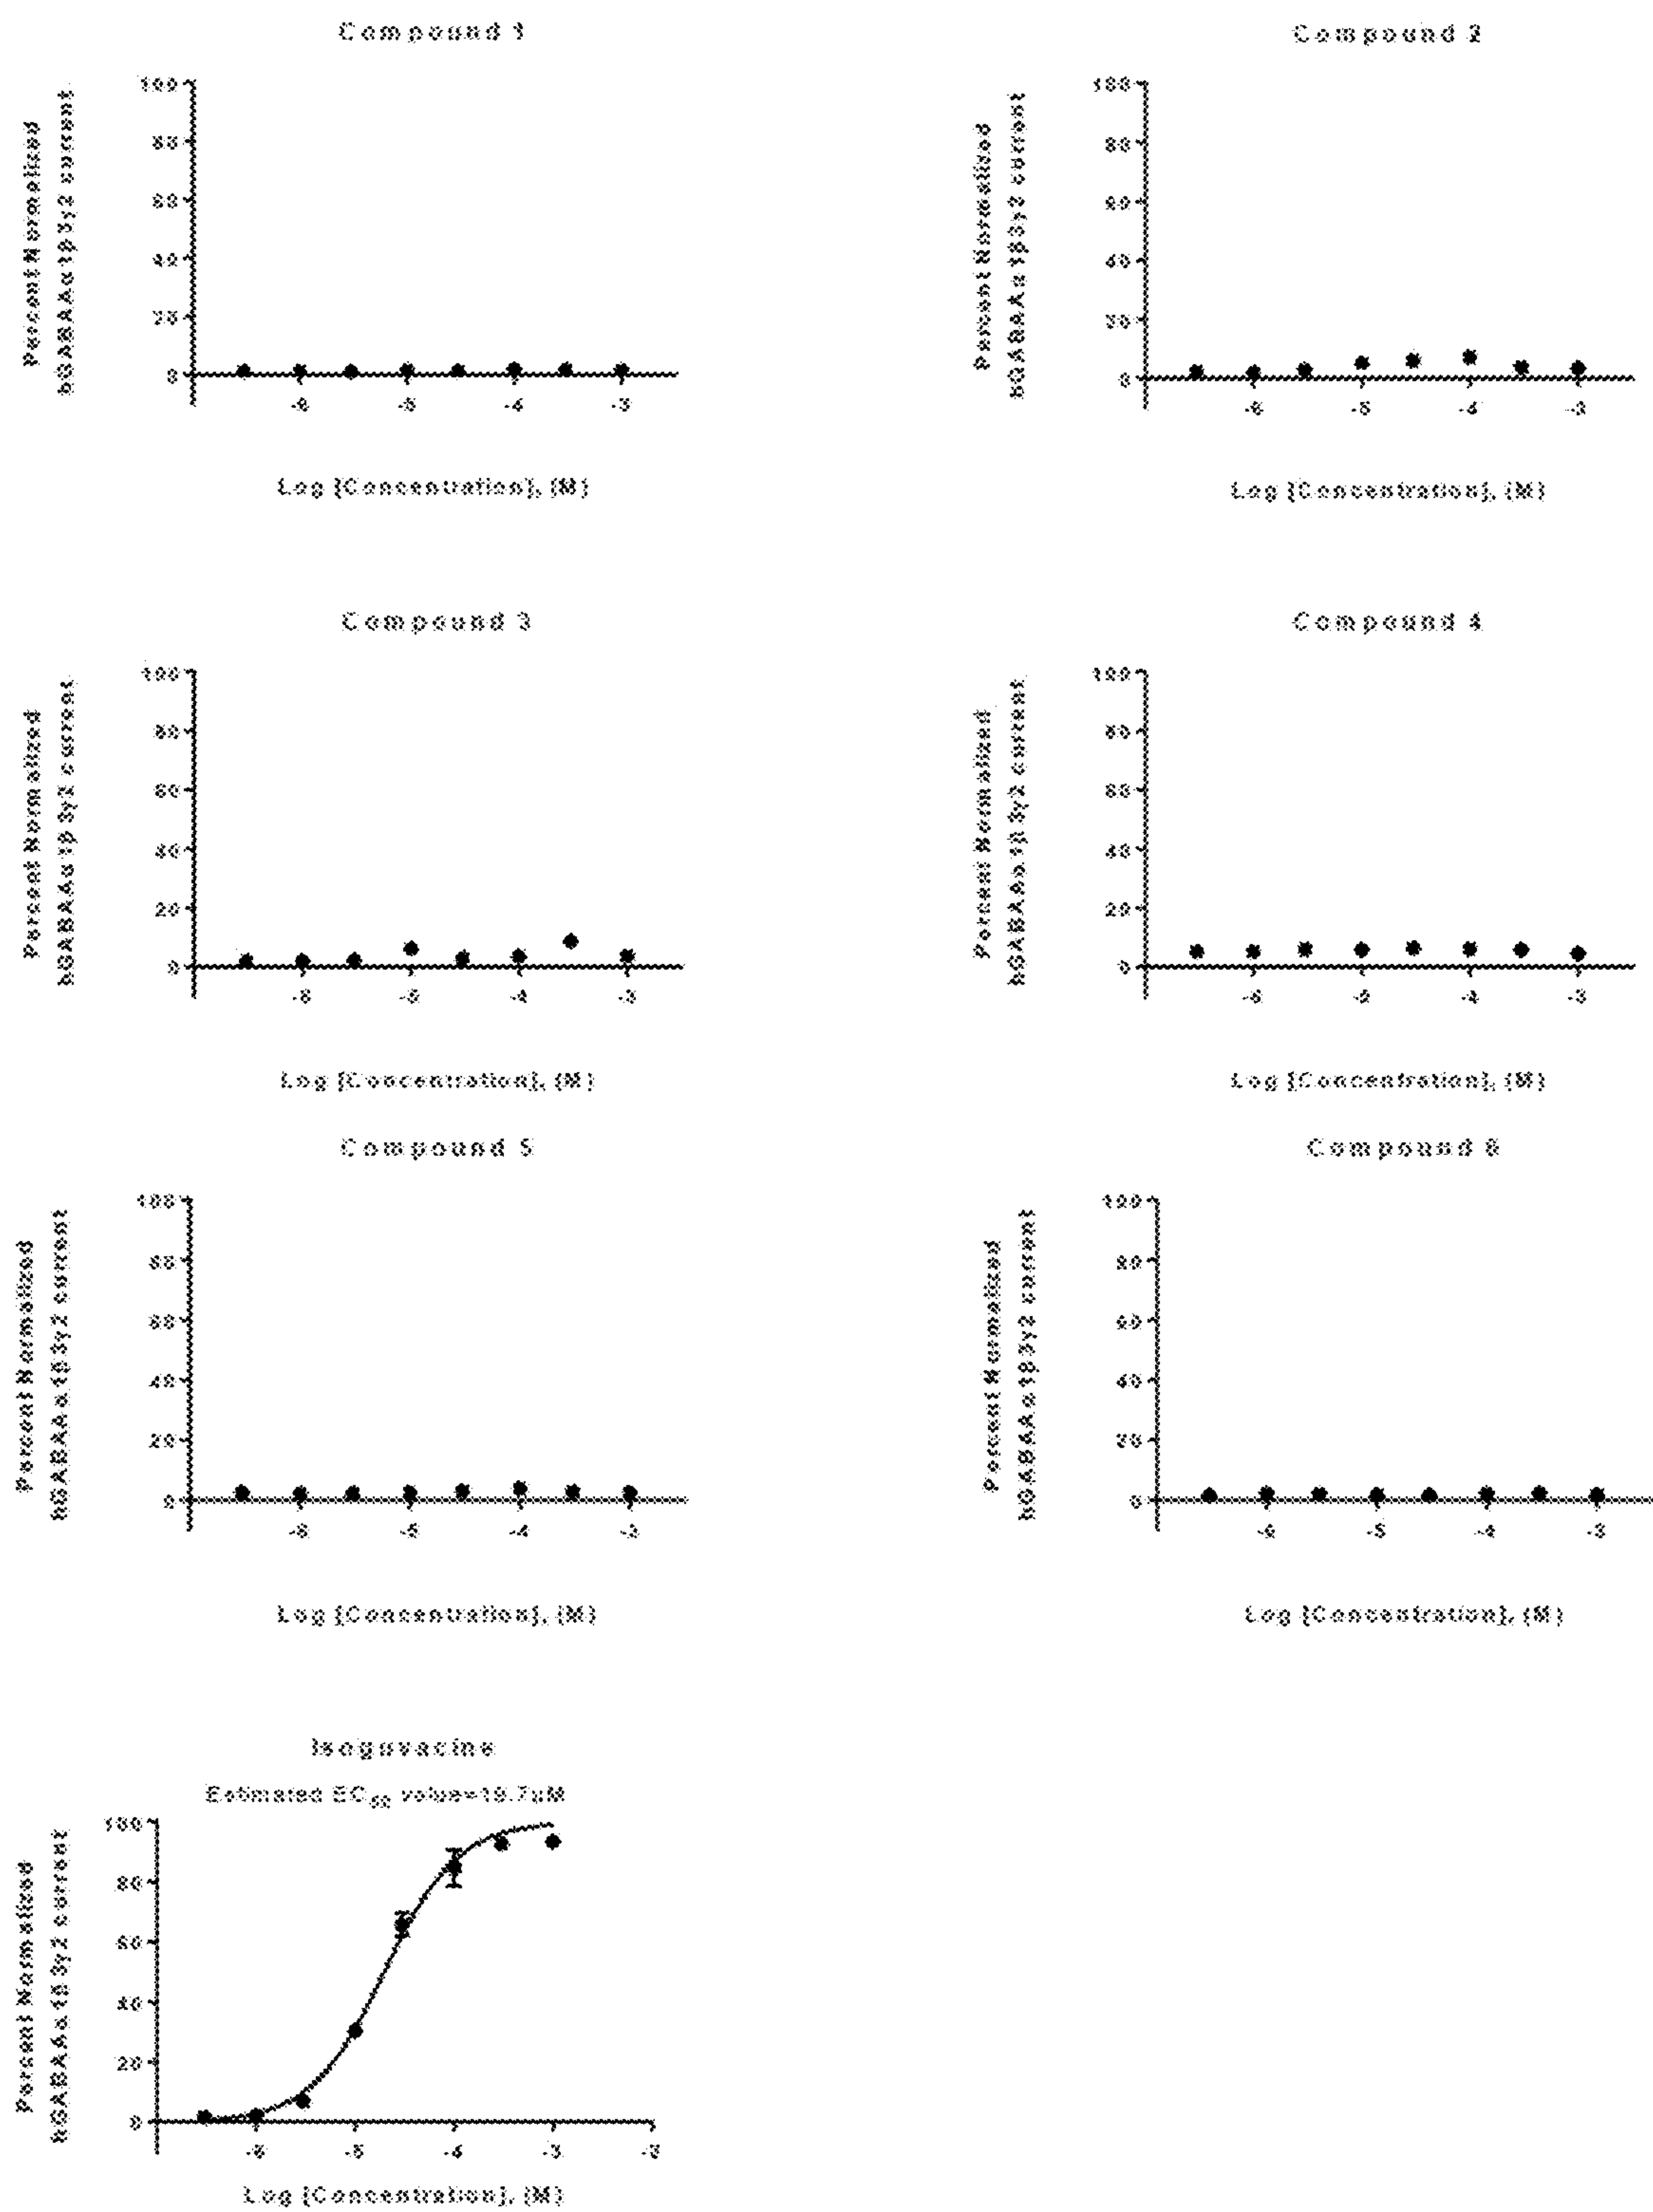 Compound 1
Percent Normalized
hGABAAα1β3γ2 current
100
80
60
40
20
0
-6
-5
-4
-3
Log [Concentration], (M)
Compound 2
Percent Normalized
hGABAAα1β3γ2 current
100
80
60
40
20
0
-6
-5
-4
-3
Log [Concentration], (M)
Compound 3
Percent Normalized
hGABAAα1β3γ2 current
100
80
60
40
20
0
-6
-5
-4
-3
Log [Concentration], (M)
Compound 4
Percent Normalized
hGABAAα1β3γ2 current
100
80
60
40
20
0
-6
-5
-4
-3
Log [Concentration], (M)
Compound 5
Percent Normalized
hGABAAα1β3γ2 current
100
80
60
40
20
0
-6
-5
-4
-3
Log [Concentration], (M)
Compound 6
Percent Normalized
hGABAAα1β3γ2 current
100
80
60
40
20
0
-6
-5
-4
-3
Log [Concentration], (M)
Isoguvacine
Estimated EC50 value=19.7uM
Percent Normalized
hGABAAα1β3γ2 current
100
80
60
40
20
0
-6
-5
-4
-3
-2
Log [Concentration], (M)